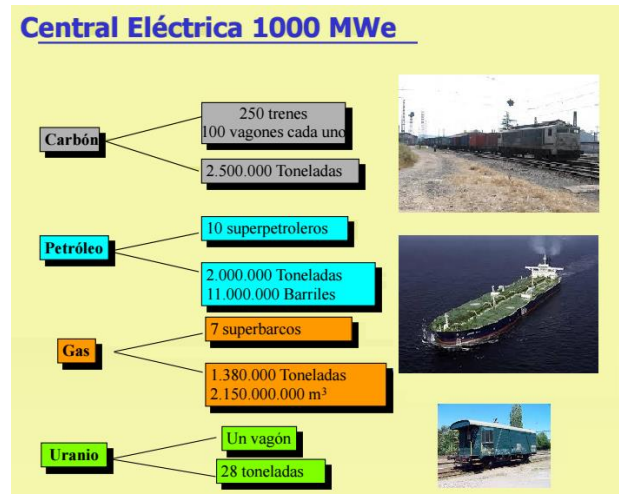 Central Eléctrica 1000 MWe
Carbón
250 trenes
100 vagones cada uno
2.500.000 Toneladas
Petróleo
10 superpetroleros
2.000.000 Toneladas
11.000.000 Barriles
Gas
7 superbarcos
1.380.000 Toneladas
2.150.000.000 m³
Uranio
Un vagón
28 toneladas